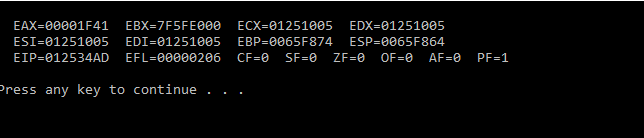 EAX=00001F41  EBX=7F5FE000  ECX=01251005  EDX=01251005
ESI=01251005  EDI=01251005  EBP=0065F874  ESP=0065F864
EIP=012534AD  EFL=00000206  CF=0  SF=0  ZF=0  OF=0  AF=0  PF=1
Press any key to continue . . .